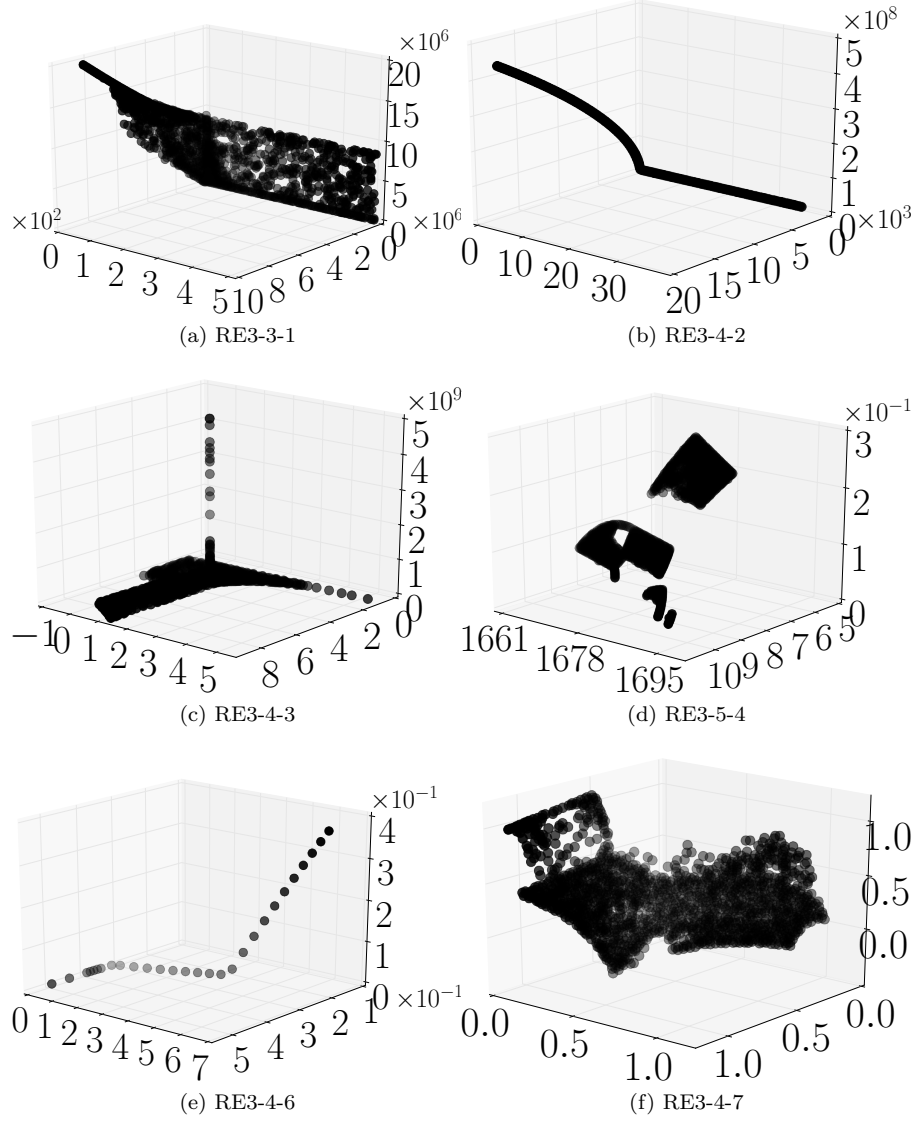 ×10⁶
20
15
10
5
0
×10²
×10⁶
0 1 2 3 4 5
10 8 6 4 2 0
(a) RE3-3-1
×10⁸
5
4
3
2
1
0
×10³
0 10 20 30
20 15 10 5 0
(b) RE3-4-2
×10⁹
5
4
3
2
1
0
−1 0 1 2 3 4 5
8 6 4 2 0
(c) RE3-4-3
×10⁻¹
3
2
1
0
1661 1678 1695
10 9 8 7 6 5
(d) RE3-5-4
×10⁻¹
4
3
2
1
0
×10⁻¹
0 1 2 3 4 5 6 7
5 4 3 2 1
(e) RE3-4-6
1.0
0.5
0.0
0.0 0.5 1.0
1.0 0.5 0.0
(f) RE3-4-7